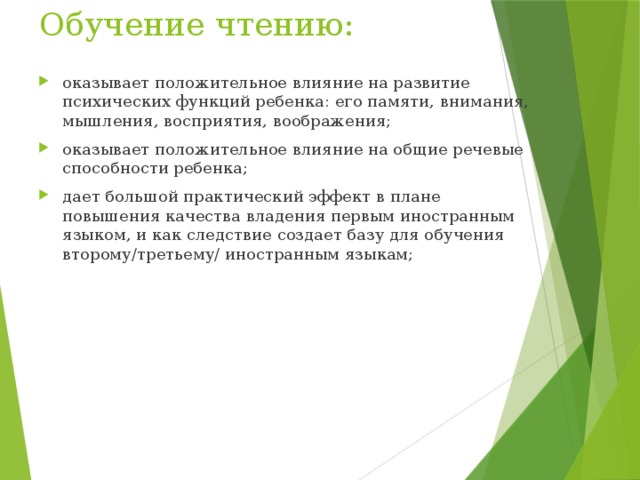 Обучение чтению:
оказывает положительное влияние на развитие
психических функций ребенка: его памяти, внимания,
мышления, восприятия, воображения;
оказывает положительное влияние на общие речевые
способности ребенка;
дает большой практический эффект в плане
повышения качества владения первым иностранным
языком, и как следствие создает базу для обучения
второму/третьему/ иностранным языкам;